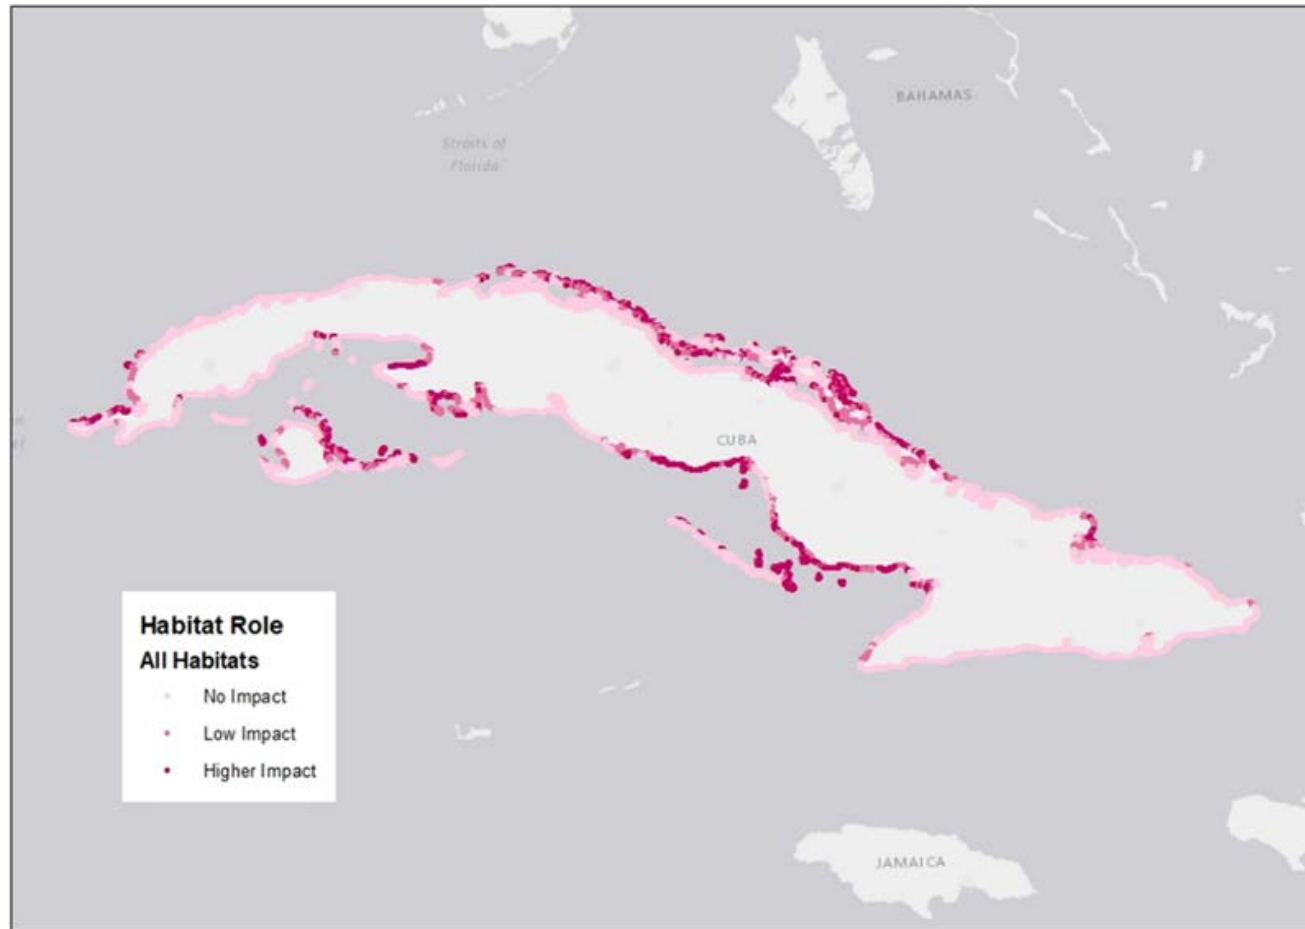 BAHAMAS
Straits of
Florida
CUBA
Habitat Role
All Habitats
No Impact
Low Impact
Higher Impact
JAMAICA